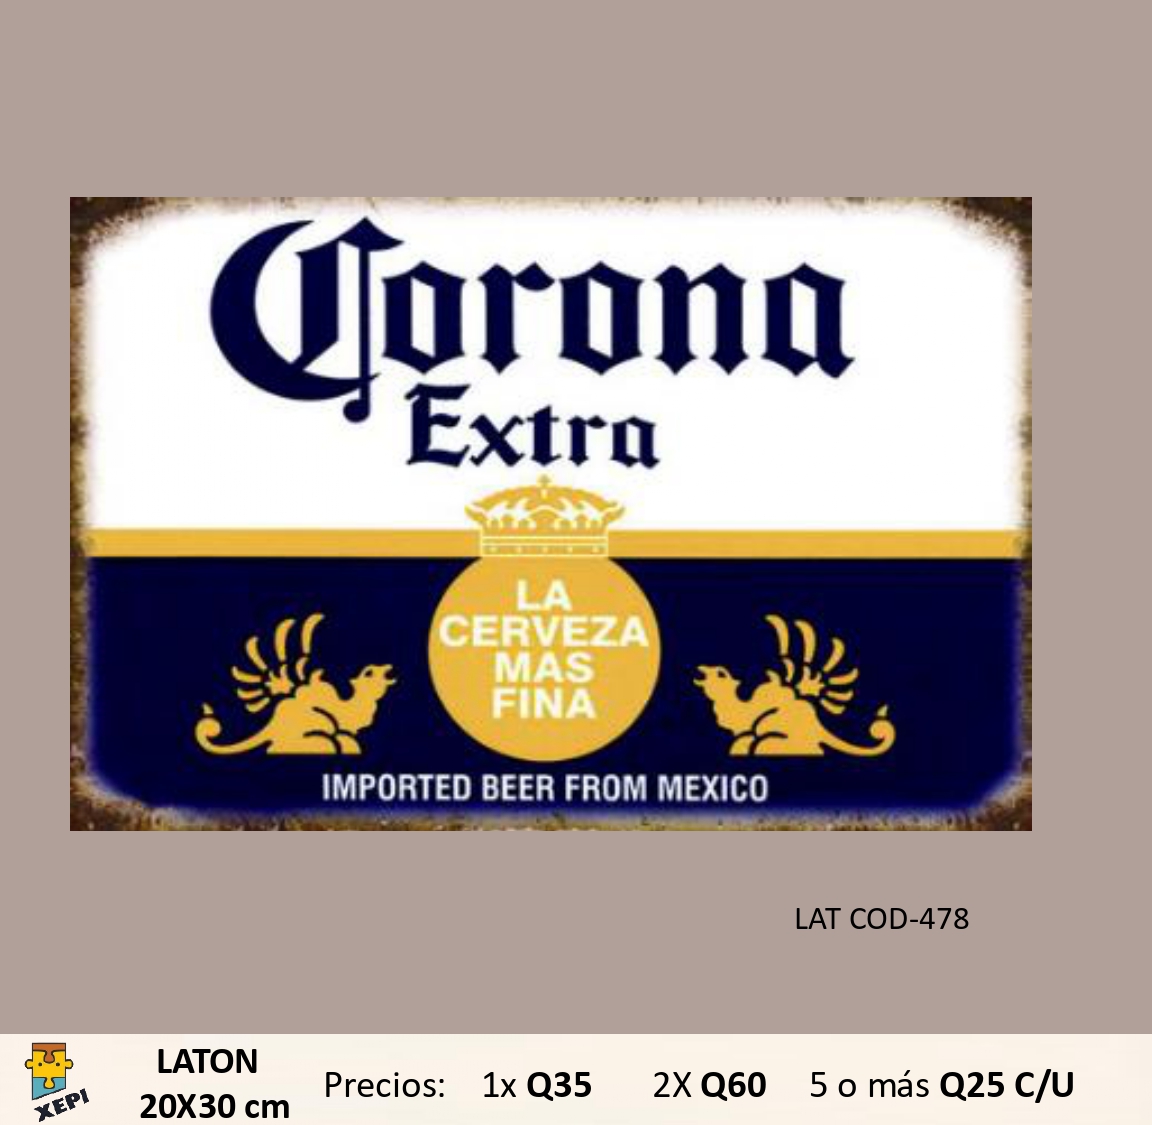 Corona
Extra
LA
CERVEZA
MAS
FINA
IMPORTED BEER FROM MEXICO
LAT COD-478
XEPI
LATON
20X30 cm
Precios: 1x Q35 2X Q60 5 o más Q25 C/U